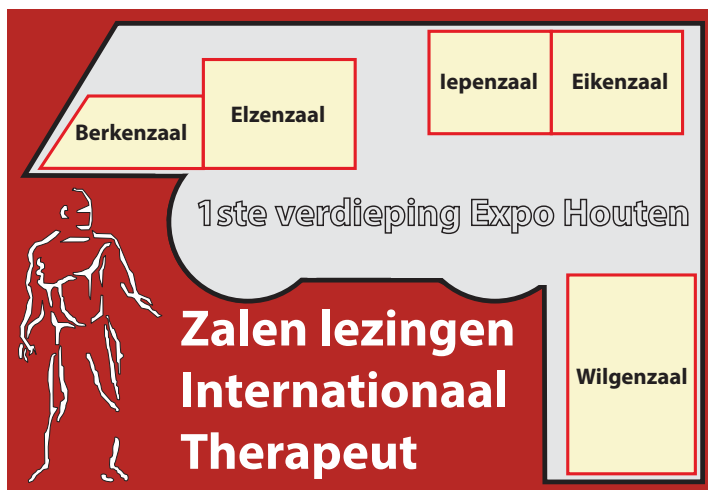 Iepenzaal
Eikenzaal
Elzenzaal
Berkenzaal
1ste verdieping Expo Houten
Zalen lezingen
Internationaal
Therapeut
Wilgenzaal